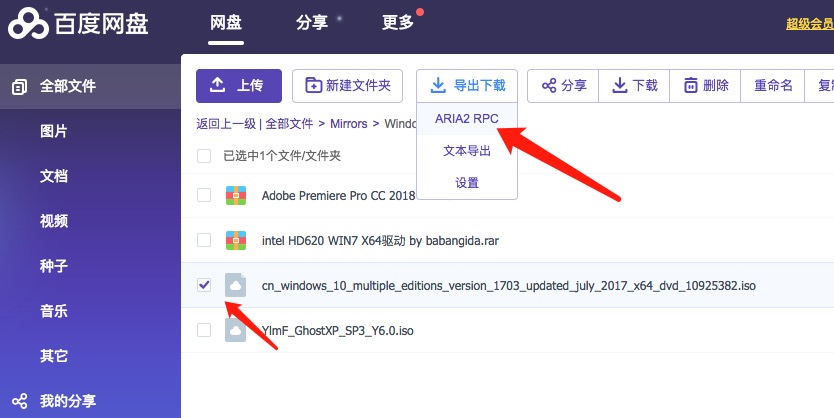 百度网盘
网盘 分享 更多 超级会员
全部文件
图片
文档
视频
种子
音乐
其它
我的分享
上传 新建文件夹 导出下载 分享 下载 删除 重命名 复制
ARIA2 RPC
文本导出
设置
返回上一级 | 全部文件 > Mirrors > Windo
已选中1个文件/文件夹
Adobe Premiere Pro CC 2018
intel HD620 WIN7 X64驱动 by babangida.rar
cn_windows_10_multiple_editions_version_1703_updated_july_2017_x64_dvd_10925382.iso
YlmF_GhostXP_SP3_Y6.0.iso